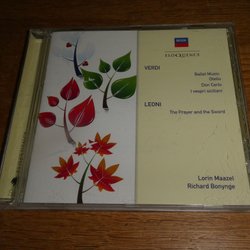 DECCA
ELOQUENCE
VERDI
Ballet Music:
Otello
Don Carlo
I vespri siciliani
LEONI
The Prayer and the Sword
Lorin Maazel
Richard Bonynge